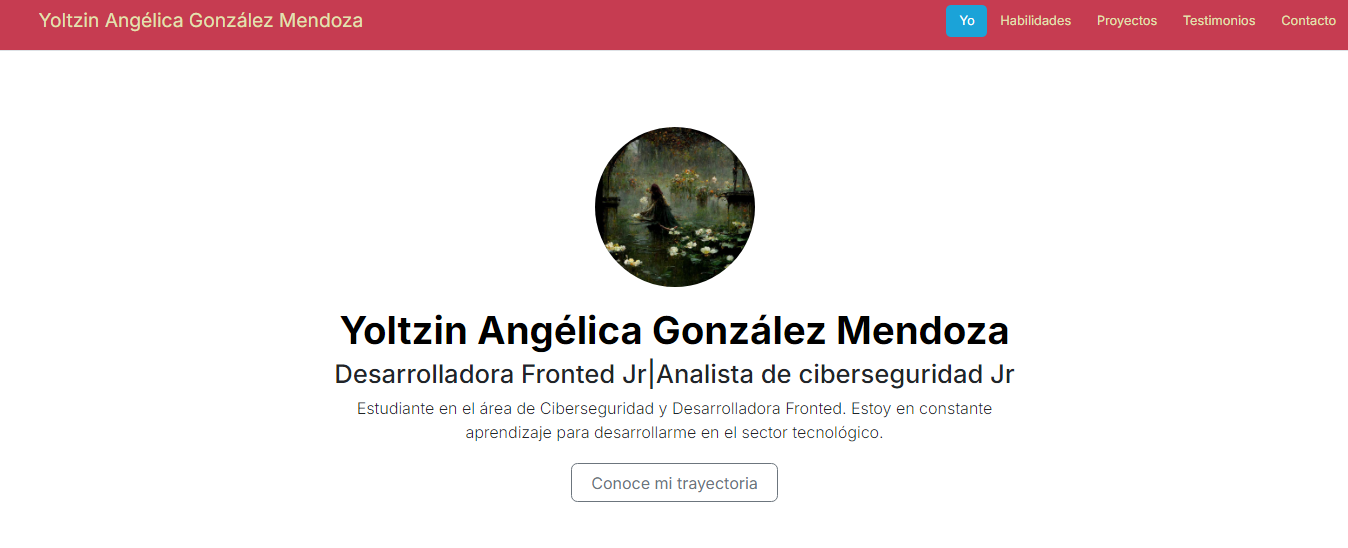 Yoltzin Angélica González Mendoza
Yo Habilidades Proyectos Testimonios Contacto
Yoltzin Angélica González Mendoza
Desarrolladora Fronted Jr|Analista de ciberseguridad Jr
Estudiante en el área de Ciberseguridad y Desarrolladora Fronted. Estoy en constante
aprendizaje para desarrollarme en el sector tecnológico.
Conoce mi trayectoria